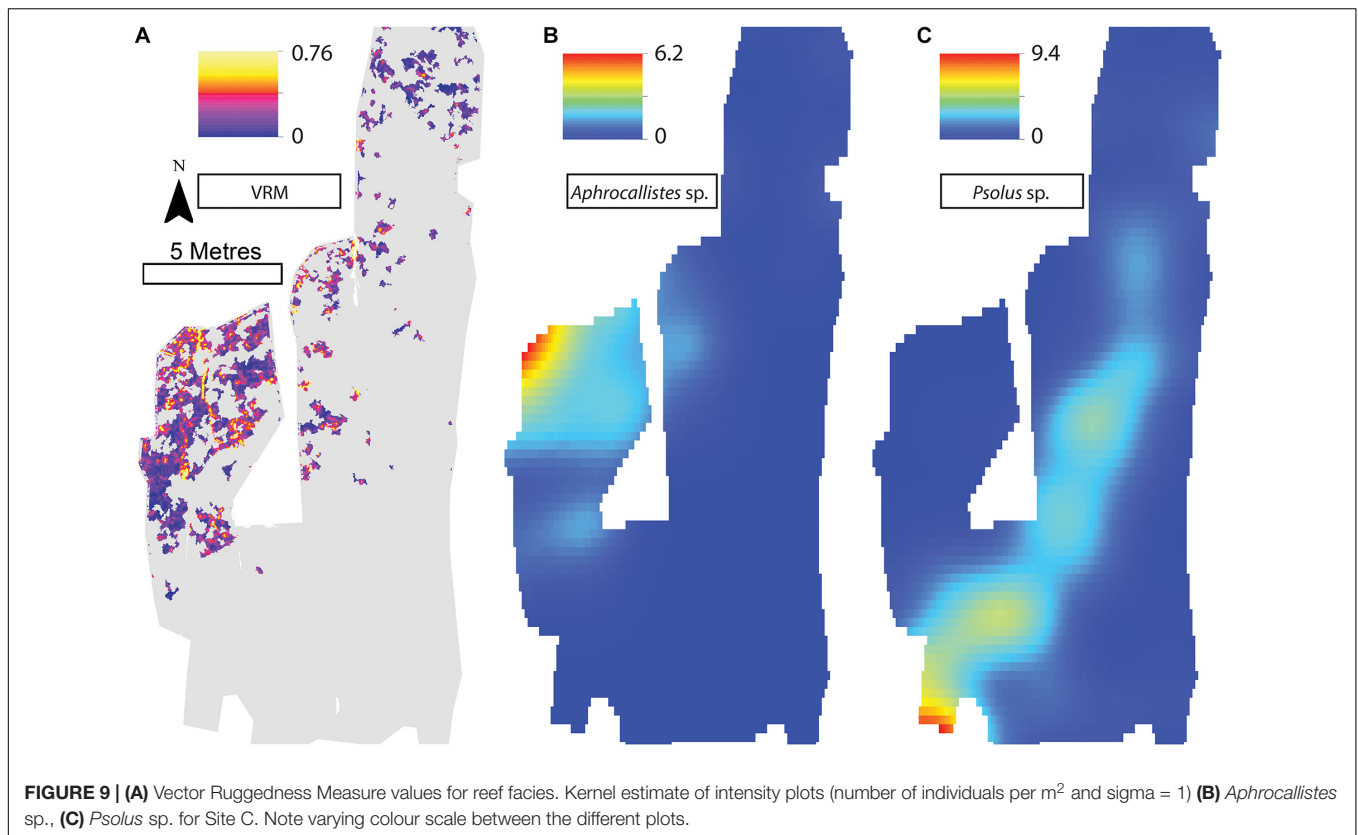 A
0.76
0
N
VRM
5 Metres
B
6.2
0
Aphrocallistes sp.
C
9.4
0
Psolus sp.
FIGURE 9 | (A) Vector Ruggedness Measure values for reef facies. Kernel estimate of intensity plots (number of individuals per m² and sigma = 1) (B) Aphrocallistes
sp., (C) Psolus sp. for Site C. Note varying colour scale between the different plots.